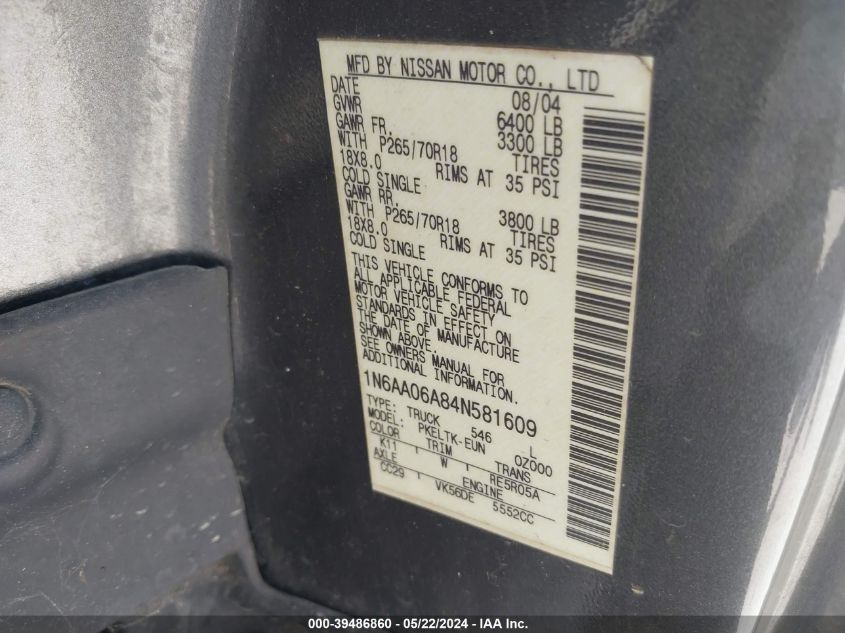 MFD BY NISSAN MOTOR CO., LTD
DATE 08/04
GVWR 6400 LB
GAWR FR. 3300 LB
WITH P265/70R18 TIRES
18X8.0 RIMS AT 35 PSI
COLD SINGLE
GAWR RR. 3800 LB
WITH P265/70R18 TIRES
18X8.0 RIMS AT 35 PSI
COLD SINGLE
THIS VEHICLE CONFORMS TO
ALL APPLICABLE FEDERAL
MOTOR VEHICLE SAFETY
STANDARDS IN EFFECT ON
THE DATE OF MANUFACTURE
SHOWN ABOVE.
SEE OWNERS MANUAL FOR
ADDITIONAL INFORMATION.
1N6AA06A84N581609
TYPE: TRUCK 546 L
MODEL: PKELTK-EUN 0Z000
COLOR TRIM TRANS
K11 W RE5R05A
AXLE ENGINE
CC29 VK56DE 5552CC
000-39486860 - 05/22/2024 - IAA Inc.